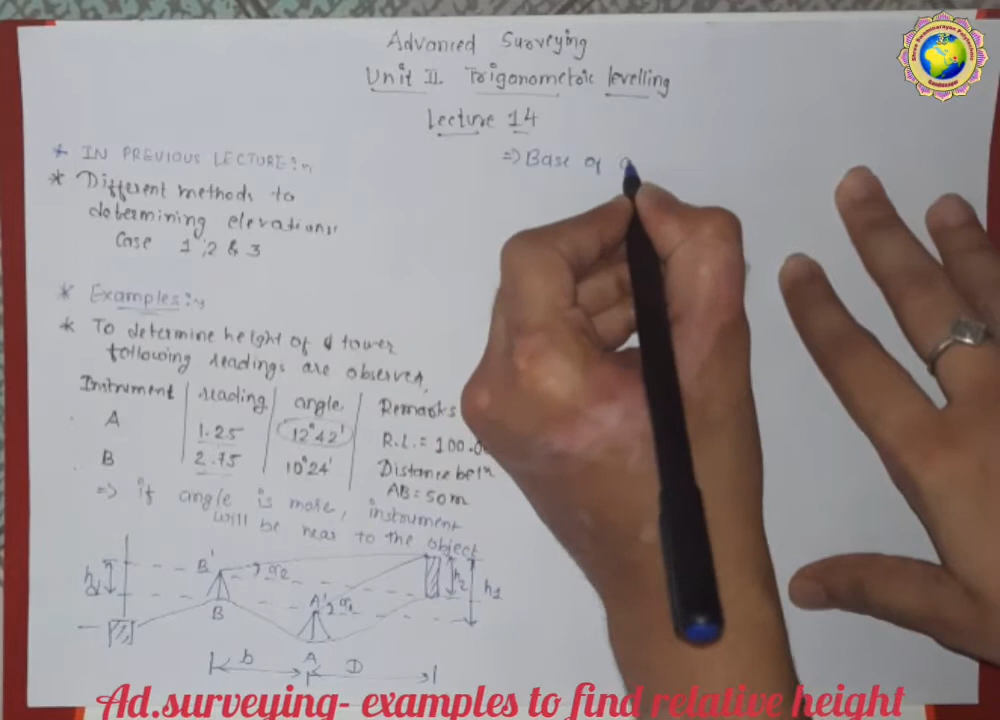 Advanced Surveying
Unit II Trigonometric levelling
Lecture 14
* IN PREVIOUS LECTURE:-
* Different methods to
determining elevations
Case 1, 2 & 3
* Examples:-
* To determine height of a tower
following readings are observed,
Instrument reading angle Remarks
A 1.25 12°42' R.L. = 100.0
B 2.75 10°24' Distance betn
AB = 50m
⇒ if angle is more, instrument
will be near to the object
⇒ Base of
hd B' α2 h2 h1
A' α1
B
A
b D
Ad.surveying- examples to find relative height